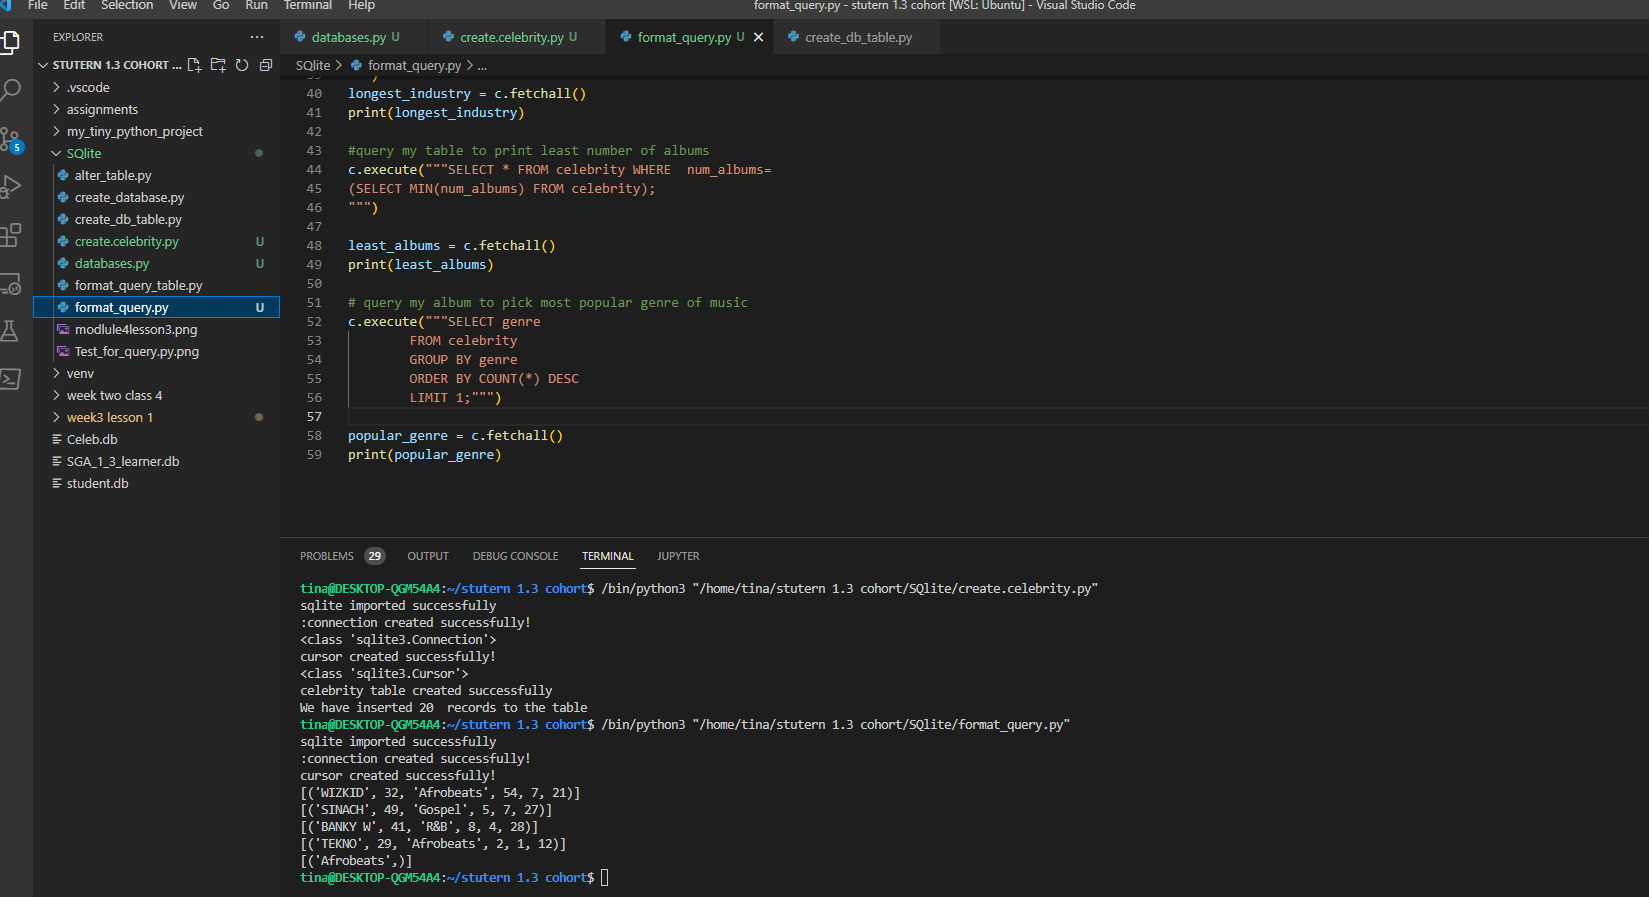 File Edit Selection View Go Run Terminal Help format_query.py - stutern 1.3 cohort [WSL: Ubuntu] - Visual Studio Code
EXPLORER ...
databases.py U create.celebrity.py U format_query.py U create_db_table.py
STUTERN 1.3 COHORT ...
SQlite > format_query.py > ...
.vscode
assignments
my_tiny_python_project
SQlite
alter_table.py
create_database.py
create_db_table.py
create.celebrity.py U
databases.py U
format_query_table.py
format_query.py U
modlule4lesson3.png
Test_for_query.py.png
venv
week two class 4
week3 lesson 1
Celeb.db
SGA_1_3_learner.db
student.db
5
39 )
40 longest_industry = c.fetchall()
41 print(longest_industry)
42
43 #query my table to print least number of albums
44 c.execute("""SELECT * FROM celebrity WHERE  num_albums=
45 (SELECT MIN(num_albums) FROM celebrity);
46 """)
47
48 least_albums = c.fetchall()
49 print(least_albums)
50
51 # query my album to pick most popular genre of music
52 c.execute("""SELECT genre
53 FROM celebrity
54 GROUP BY genre
55 ORDER BY COUNT(*) DESC
56 LIMIT 1;""")
57
58 popular_genre = c.fetchall()
59 print(popular_genre)
PROBLEMS 29 OUTPUT DEBUG CONSOLE TERMINAL JUPYTER
tina@DESKTOP-QGM54A4:~/stutern 1.3 cohort$ /bin/python3 "/home/tina/stutern 1.3 cohort/SQlite/create.celebrity.py"
sqlite imported successfully
:connection created successfully!
<class 'sqlite3.Connection'>
cursor created successfully!
<class 'sqlite3.Cursor'>
celebrity table created successfully
We have inserted 20  records to the table
tina@DESKTOP-QGM54A4:~/stutern 1.3 cohort$ /bin/python3 "/home/tina/stutern 1.3 cohort/SQlite/format_query.py"
sqlite imported successfully
:connection created successfully!
cursor created successfully!
[('WIZKID', 32, 'Afrobeats', 54, 7, 21)]
[('SINACH', 49, 'Gospel', 5, 7, 27)]
[('BANKY W', 41, 'R&B', 8, 4, 28)]
[('TEKNO', 29, 'Afrobeats', 2, 1, 12)]
[('Afrobeats',)]
tina@DESKTOP-QGM54A4:~/stutern 1.3 cohort$